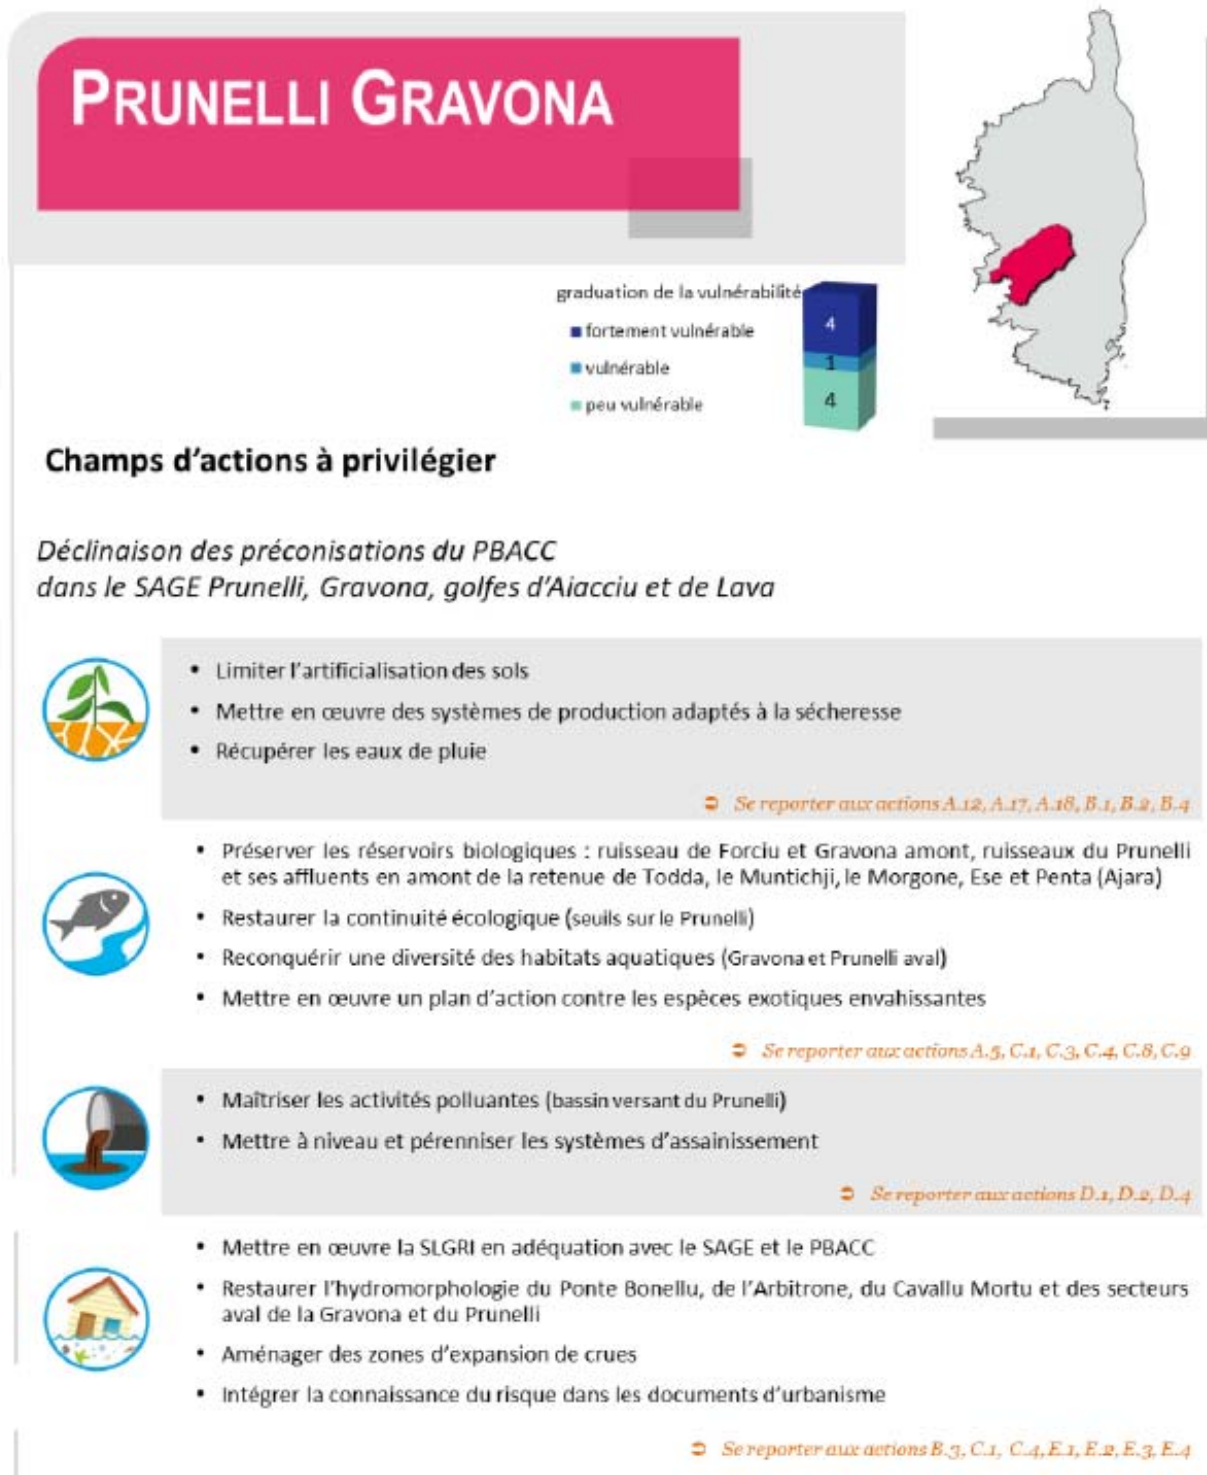 PRUNELLI GRAVONA
graduation de la vulnérabilité
fortement vulnérable
vulnérable
peu vulnérable
4
1
4
Champs d'actions à privilégier
Déclinaison des préconisations du PBACC
dans le SAGE Prunelli, Gravona, golfes d'Aiacciu et de Lava
• Limiter l'artificialisation des sols
• Mettre en œuvre des systèmes de production adaptés à la sécheresse
• Récupérer les eaux de pluie
➲ Se reporter aux actions A.12, A.17, A.18, B.1, B.2, B.4
• Préserver les réservoirs biologiques : ruisseau de Forciu et Gravona amont, ruisseaux du Prunelli
et ses affluents en amont de la retenue de Todda, le Muntichji, le Morgone, Ese et Penta (Ajara)
• Restaurer la continuité écologique (seuils sur le Prunelli)
• Reconquérir une diversité des habitats aquatiques (Gravona et Prunelli aval)
• Mettre en œuvre un plan d'action contre les espèces exotiques envahissantes
➲ Se reporter aux actions A.5, C.1, C.3, C.4, C.8, C.9
• Maîtriser les activités polluantes (bassin versant du Prunelli)
• Mettre à niveau et pérenniser les systèmes d'assainissement
➲ Se reporter aux actions D.1, D.2, D.4
• Mettre en œuvre la SLGRI en adéquation avec le SAGE et le PBACC
• Restaurer l'hydromorphologie du Ponte Bonellu, de l'Arbitrone, du Cavallu Mortu et des secteurs
aval de la Gravona et du Prunelli
• Aménager des zones d'expansion de crues
• Intégrer la connaissance du risque dans les documents d'urbanisme
➲ Se reporter aux actions B.3, C.1, C.4, E.1, E.2, E.3, E.4